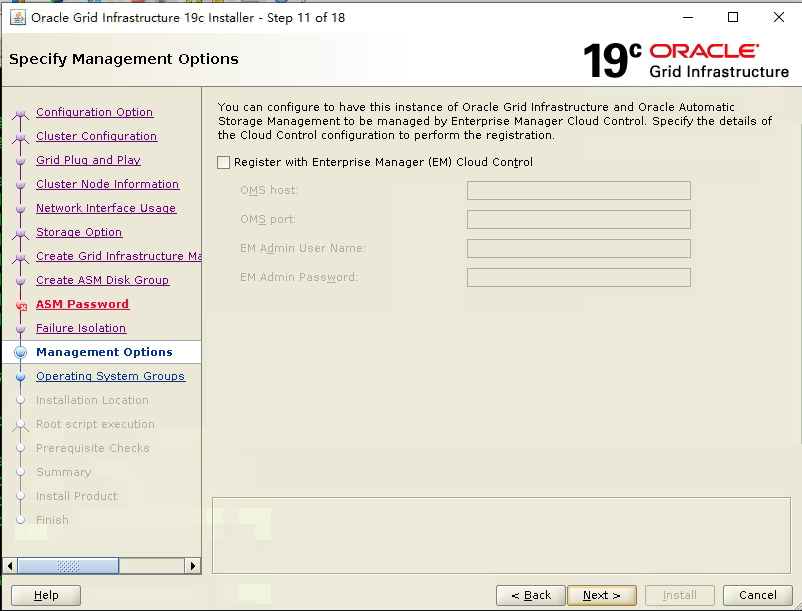 Oracle Grid Infrastructure 19c Installer - Step 11 of 18
Specify Management Options
19c ORACLE
Grid Infrastructure
Configuration Option
Cluster Configuration
Grid Plug and Play
Cluster Node Information
Network Interface Usage
Storage Option
Create Grid Infrastructure Ma
Create ASM Disk Group
ASM Password
Failure Isolation
Management Options
Operating System Groups
Installation Location
Root script execution
Prerequisite Checks
Summary
Install Product
Finish
You can configure to have this instance of Oracle Grid Infrastructure and Oracle Automatic
Storage Management to be managed by Enterprise Manager Cloud Control. Specify the details of
the Cloud Control configuration to perform the registration.
Register with Enterprise Manager (EM) Cloud Control
OMS host:
OMS port:
EM Admin User Name:
EM Admin Password:
Help
< Back
Next >
Install
Cancel